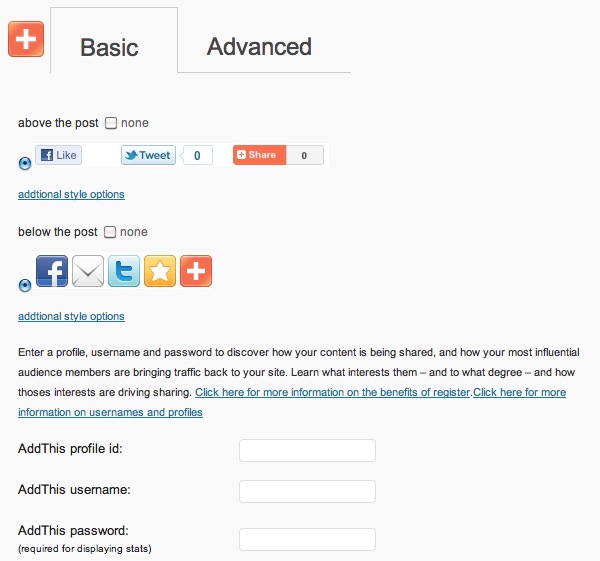 Basic
Advanced
above the post none
Like Tweet 0 Share 0
addtional style options
below the post none
addtional style options
Enter a profile, username and password to discover how your content is being shared, and how your most influential
audience members are bringing traffic back to your site. Learn what interests them – and to what degree – and how
thoses interests are driving sharing. Click here for more information on the benefits of register.Click here for more
information on usernames and profiles
AddThis profile id:
AddThis username:
AddThis password:
(required for displaying stats)